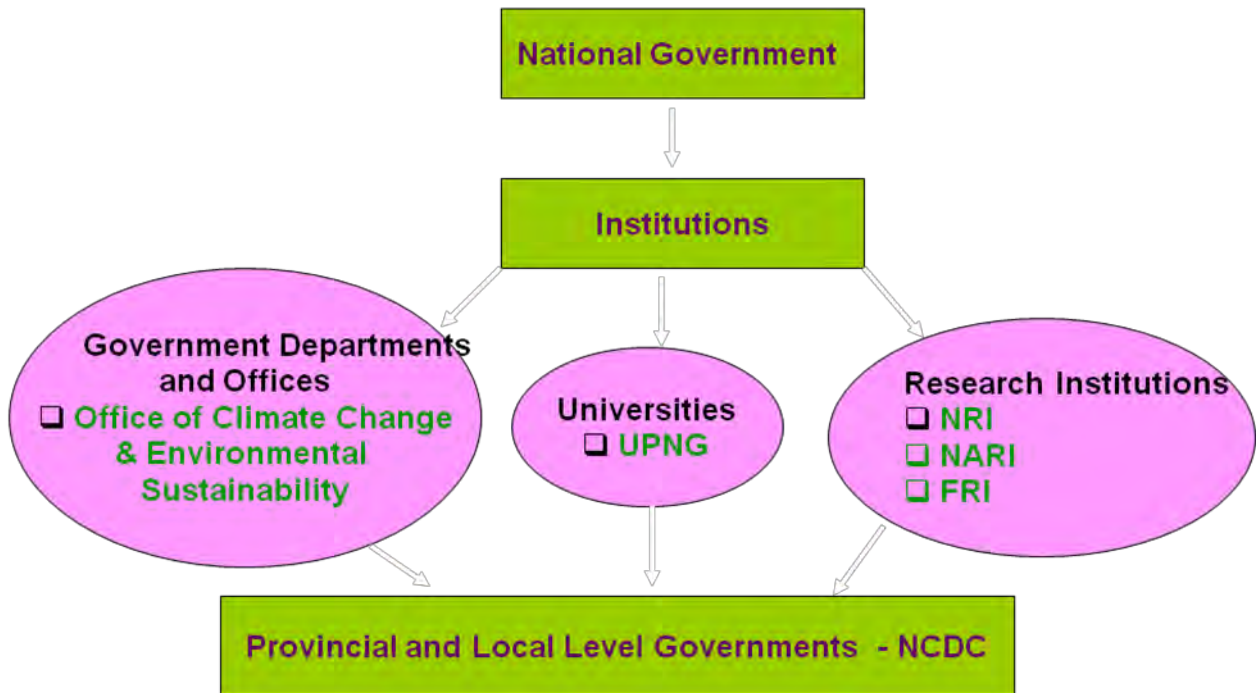 National Government
Institutions
Government Departments
and Offices
❑ Office of Climate Change
& Environmental
Sustainability
Universities
❑ UPNG
Research Institutions
❑ NRI
❑ NARI
❑ FRI
Provincial and Local Level Governments - NCDC